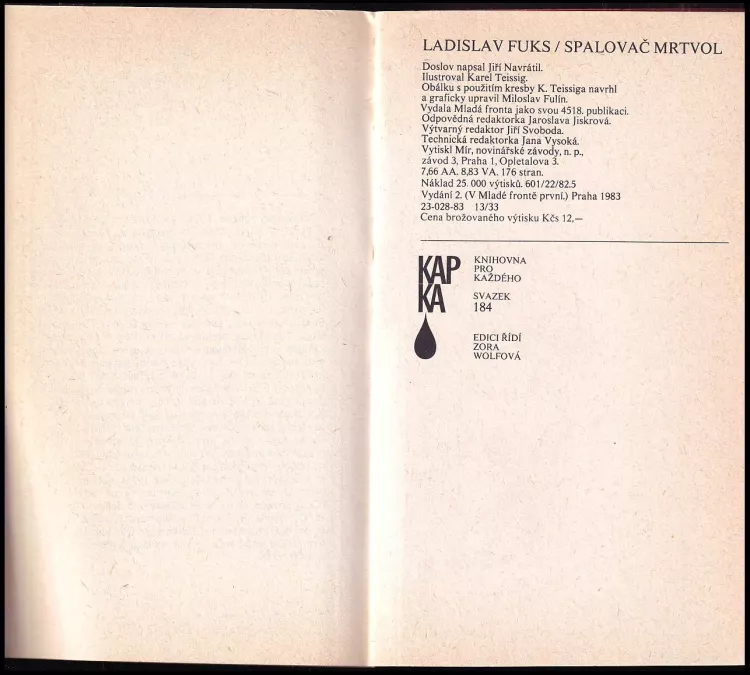 LADISLAV FUKS / SPALOVAČ MRTVOL
Doslov napsal Jiří Navrátil.
Ilustroval Karel Teissig.
Obálku s použitím kresby K. Teissiga navrhl
a graficky upravil Miloslav Fulín.
Vydala Mladá fronta jako svou 4518. publikaci.
Odpovědná redaktorka Jaroslava Jiskrová.
Výtvarný redaktor Jiří Svoboda.
Technická redaktorka Jana Vysoká.
Vytiskl Mír, novinářské závody, n. p.,
závod 3, Praha 1, Opletalova 3.
7,66 AA. 8,83 VA. 176 stran.
Náklad 25 000 výtisků. 601/22/82.5
Vydání 2. (V Mladé frontě první.) Praha 1983
23-028-83 13/33
Cena brožovaného výtisku Kčs 12,—
KAP
KA
KNIHOVNA
PRO
KAŽDÉHO
SVAZEK
184
EDICI ŘÍDÍ
ZORA
WOLFOVÁ